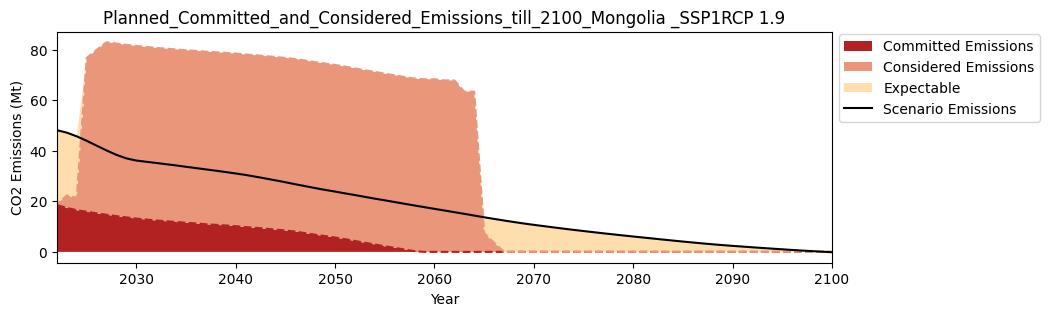 Planned_Committed_and_Considered_Emissions_till_2100_Mongolia _SSP1RCP 1.9
Committed Emissions
Considered Emissions
Expectable
Scenario Emissions
CO2 Emissions (Mt)
80
60
40
20
0
2030 2040 2050 2060 2070 2080 2090 2100
Year